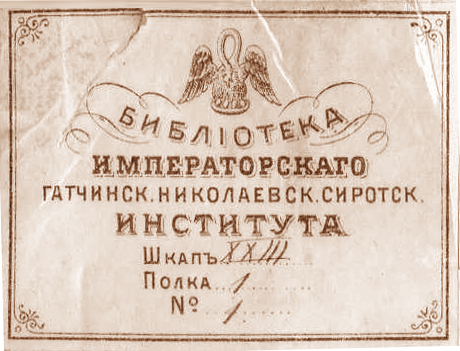 БИБЛІОТЕКА
ИМПЕРАТОРСКАГО
ГАТЧИНСК. НИКОЛАЕВСК. СИРОТСК.
ИНСТИТУТА
Шкапъ XXIII
Полка 1
№ 1